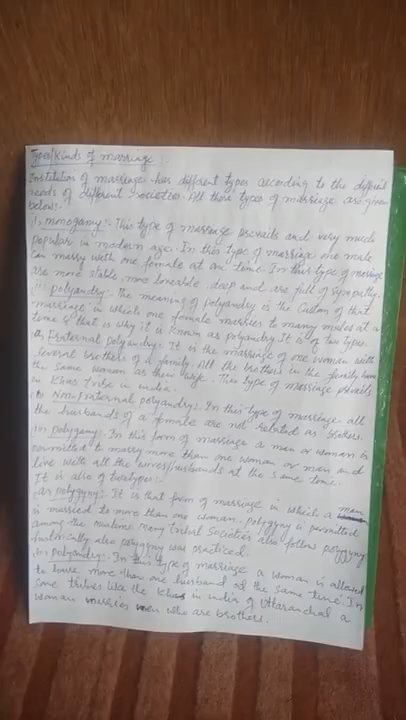 Types/Kinds of marriage :-
Institution of marriage has different types according to the different
needs of different societies. All these types of marriage are given
below:-
i) monogamy:- This type of marriage prevails and very much
popular in modern age. In this type of marriage one male
can marry with one female at an time. In this type of marriage
are more stable, more loverable, deep and are full of sympathy.
ii) Polyandry:- The meaning of polyandry is the custom of that
marriage in which one female marries to many males at a
time & that is why it is known as polyandry. It is of two types.
a) Fraternal polyandry:- It is the marriage of one woman with
several brothers of a family. All the brothers in the family have
the same woman as their wife. This type of marriage prevails
in Khas tribe in India.
(b) Non-Fraternal polyandry:- In this type of marriage all
the husbands of a female are not related as brothers.
iii) Polygamy:- In this form of marriage a man or woman is
permitted to marry more than one woman or man and
live with all the wives/husbands at the same time.
It is also of two types:-
(a) Polygyny:- It is that form of marriage in which a man
is married to more than one woman. polygyny is permitted
among the muslims. Many tribal societies also follow polygyny
historically also polygyny was practiced.
(b) Polyandry:- In this type of marriage a woman is allowed
to have more than one husband at the same time. In
some tribes like the Khas in india of Uttaranchal a
woman marries men who are brothers.